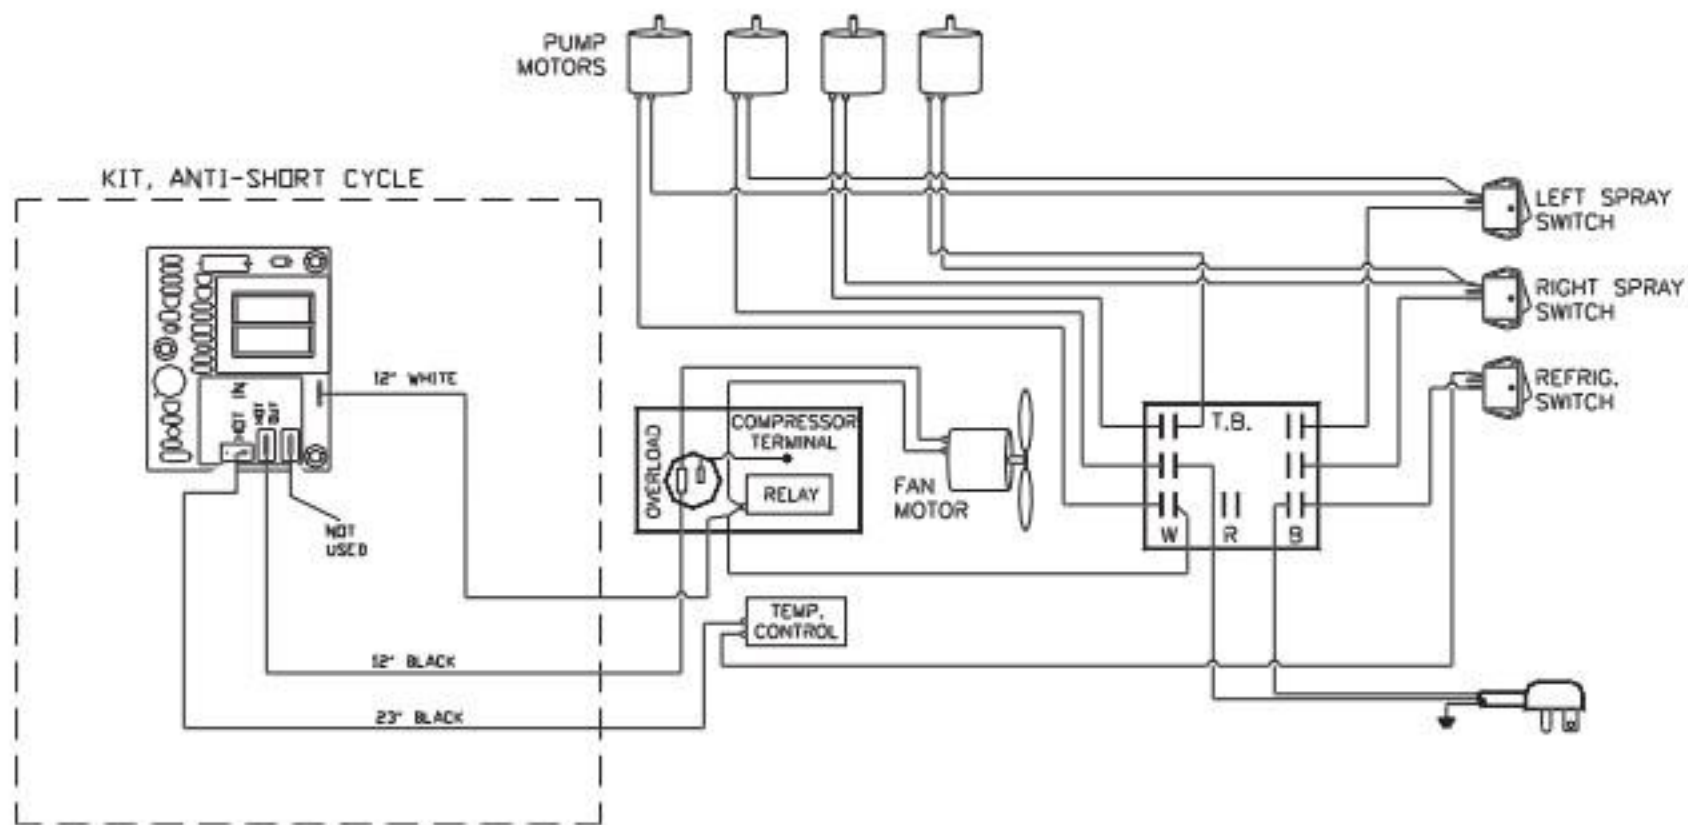 PUMP
MOTORS
KIT, ANTI-SHORT CYCLE
LEFT SPRAY
SWITCH
RIGHT SPRAY
SWITCH
REFRIG.
SWITCH
12" WHITE
HOT IN
HOT
OUT
NOT
USED
OVERLOAD
COMPRESSOR
TERMINAL
RELAY
FAN
MOTOR
T.B.
W
R
B
TEMP.
CONTROL
12" BLACK
23" BLACK